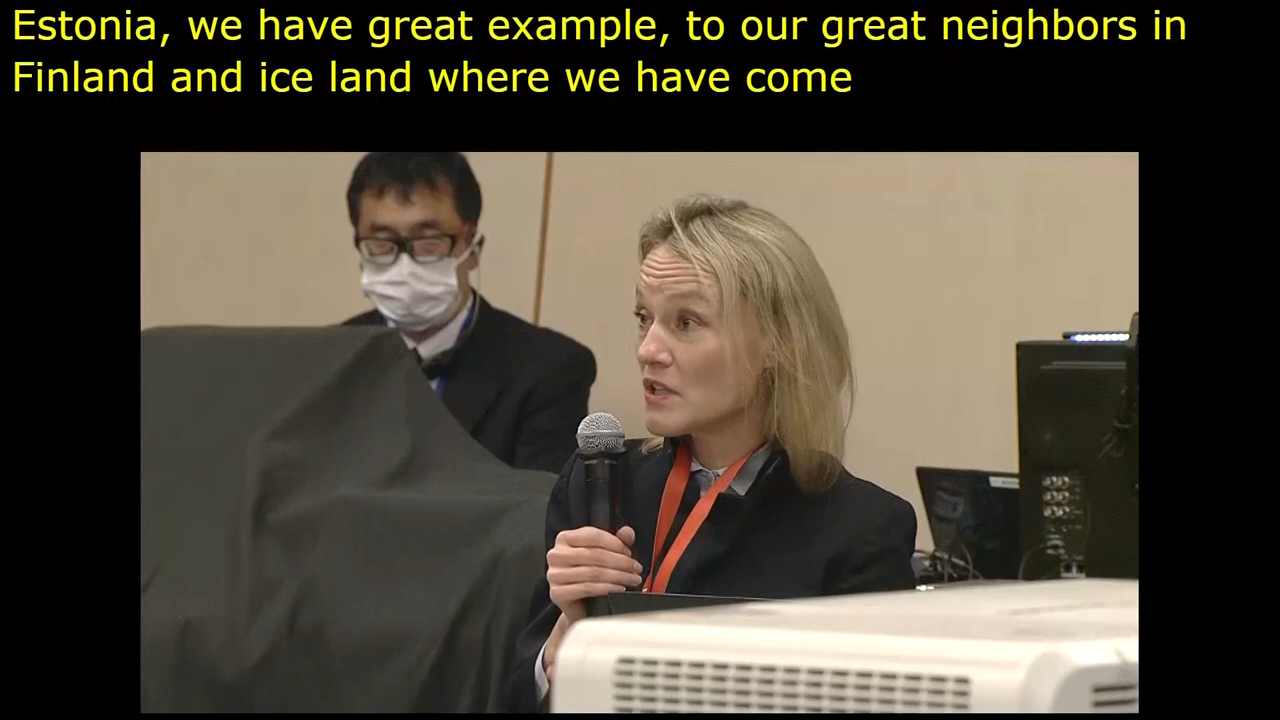 Estonia, we have great example, to our great neighbors in
Finland and ice land where we have come